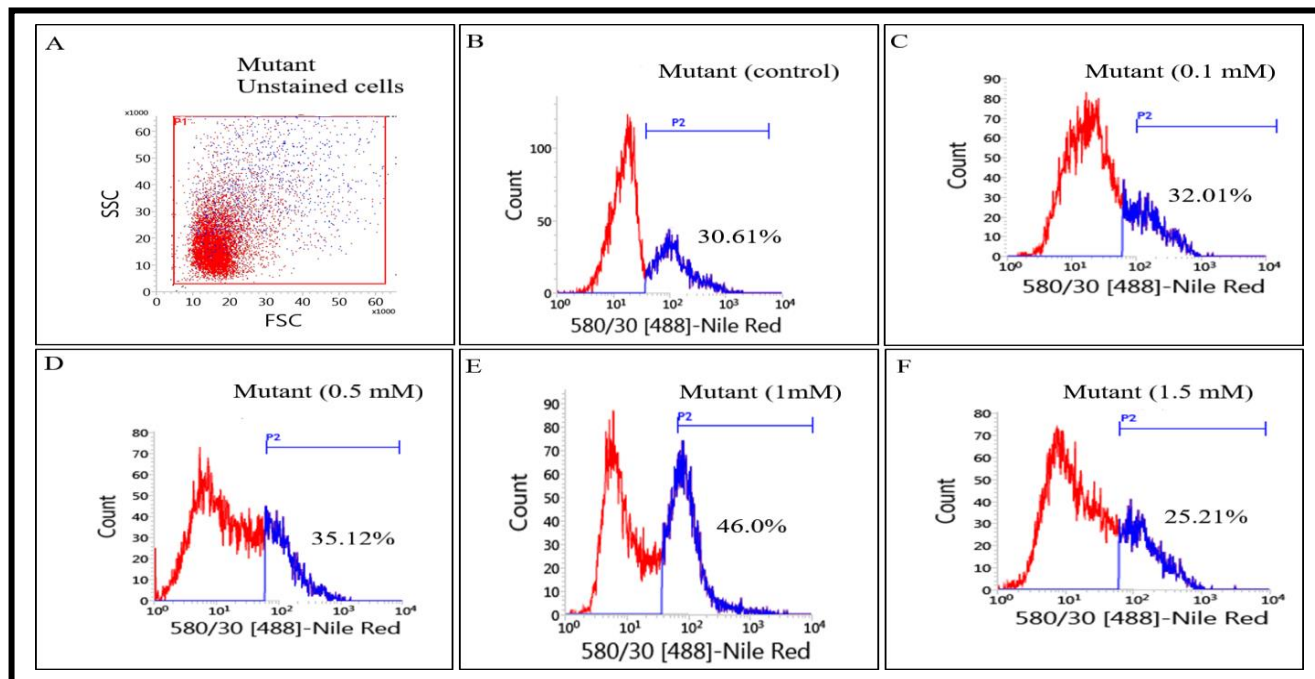 A
Mutant
Unstained cells
x1000
P1
60
50
40
30
20
10
0
SSC
0 10 20 30 40 50 60
x1000
FSC
B
Mutant (control)
P2
100
50
0
Count
30.61%
10⁰ 10¹ 10² 10³ 10⁴
580/30 [488]-Nile Red
C
Mutant (0.1 mM)
90
80
70
60
50
40
30
20
10
0
P2
Count
32.01%
10⁰ 10¹ 10² 10³ 10⁴
580/30 [488]-Nile Red
D
Mutant (0.5 mM)
80
70
60
50
40
30
20
10
0
P2
Count
35.12%
10⁰ 10¹ 10² 10³ 10⁴
580/30 [488]-Nile Red
E
Mutant (1mM)
90
80
70
60
50
40
30
20
10
0
P2
Count
46.0%
10⁰ 10¹ 10² 10³ 10⁴
580/30 [488]-Nile Red
F
Mutant (1.5 mM)
80
70
60
50
40
30
20
10
0
P2
Count
25.21%
10⁰ 10¹ 10² 10³ 10⁴
580/30 [488]-Nile Red